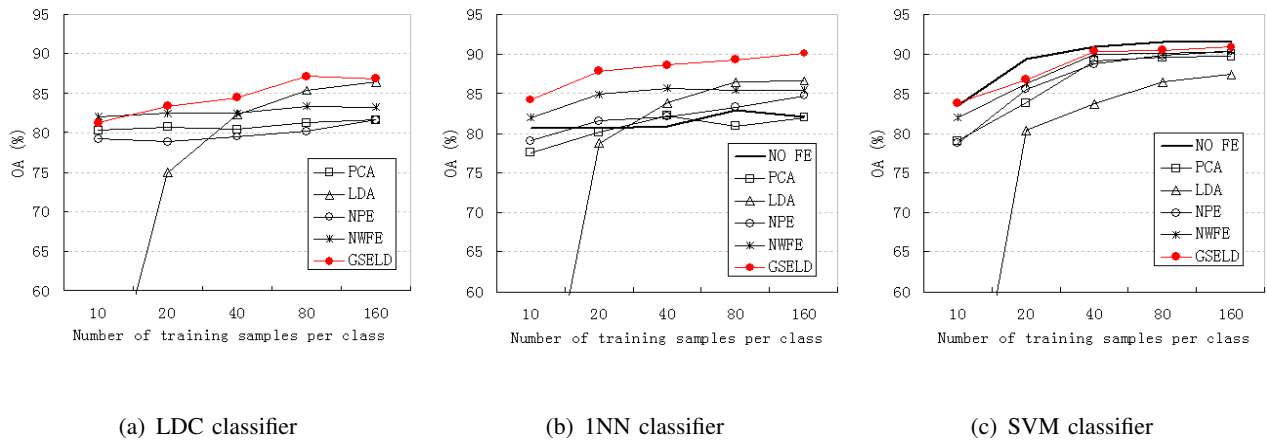 95
90
85
80
75
70
65
60
OA (%)
PCA
LDA
NPE
NWFE
GSELD
10 20 40 80 160
Number of training samples per class
(a) LDC classifier
95
90
85
80
75
70
65
60
OA (%)
NO FE
PCA
LDA
NPE
NWFE
GSELD
10 20 40 80 160
Number of training samples per class
(b) 1NN classifier
95
90
85
80
75
70
65
60
OA (%)
NO FE
PCA
LDA
NPE
NWFE
GSELD
10 20 40 80 160
Number of training samples per class
(c) SVM classifier